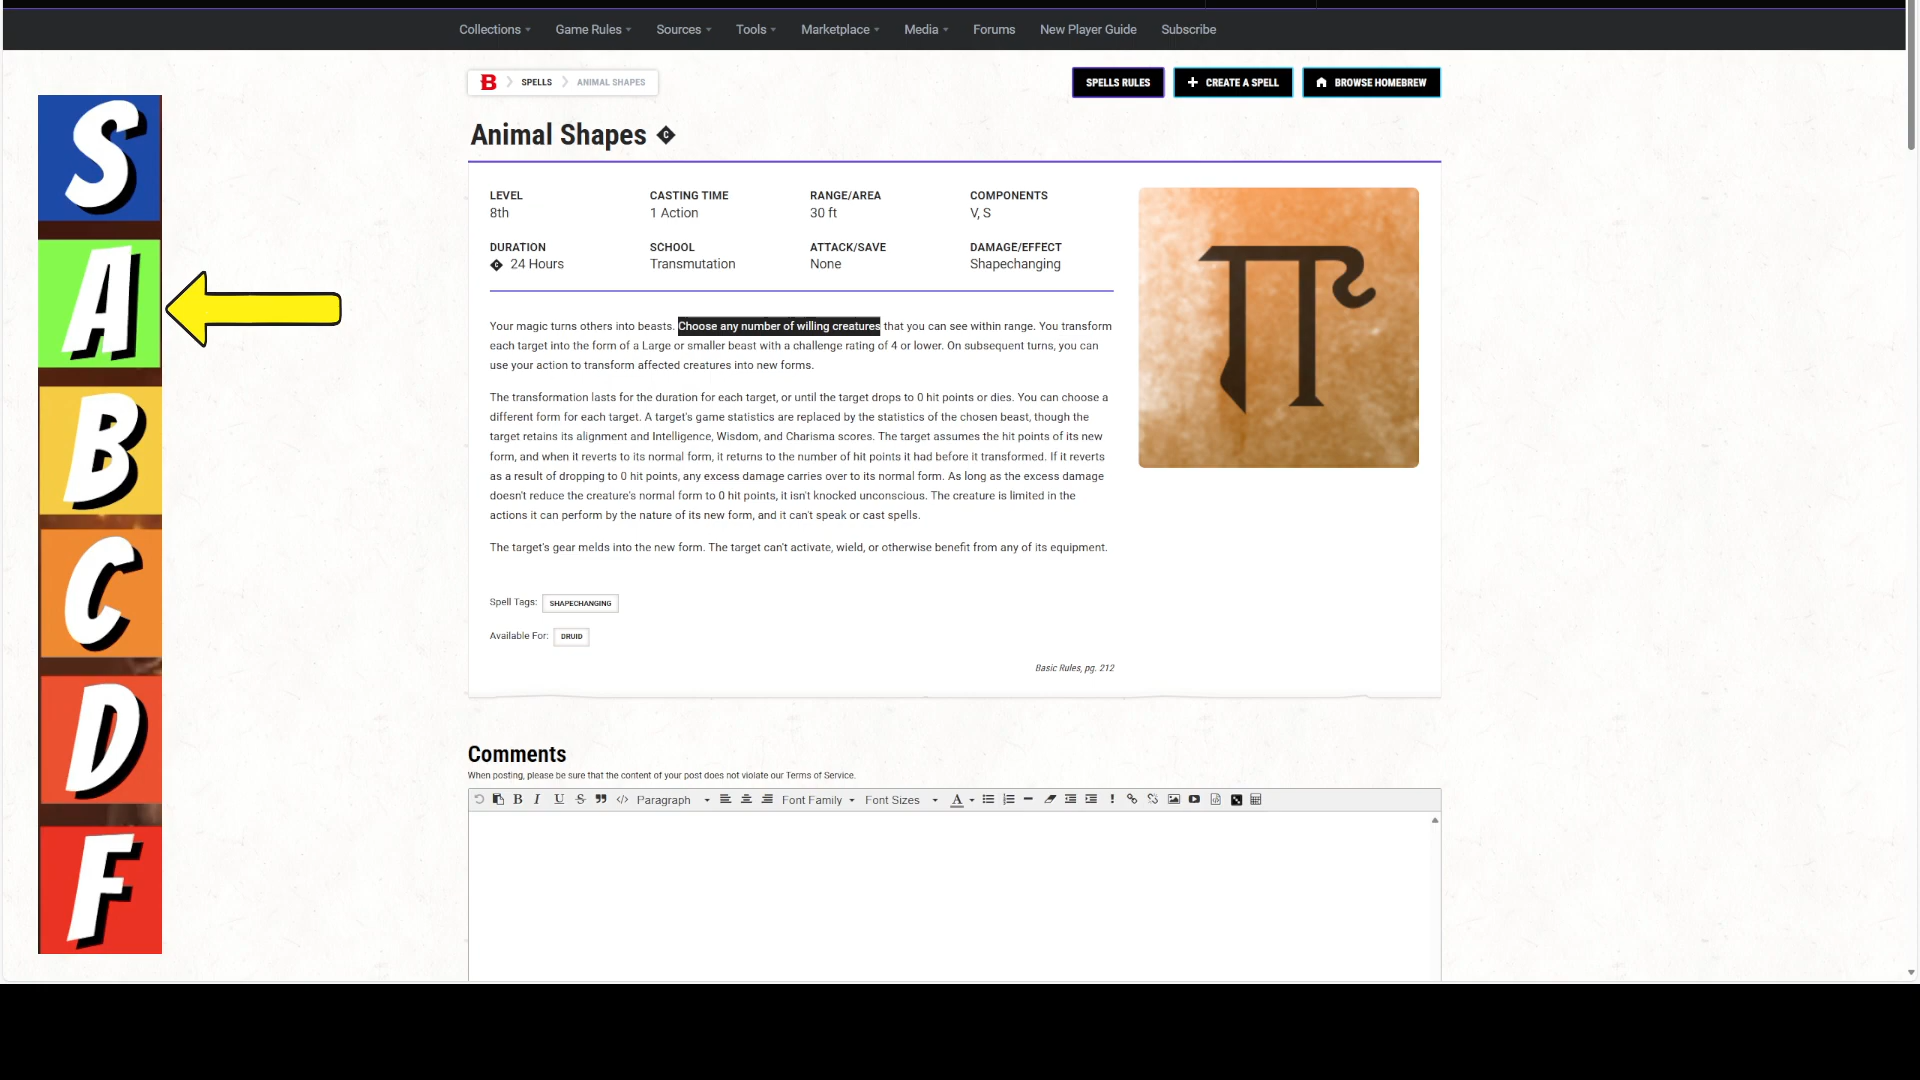 Collections Game Rules Sources Tools Marketplace Media Forums New Player Guide Subscribe
B SPELLS ANIMAL SHAPES
SPELLS RULES CREATE A SPELL BROWSE HOMEBREW
S
A
B
C
D
F
Animal Shapes C
LEVEL CASTING TIME RANGE/AREA COMPONENTS
8th 1 Action 30 ft V, S
DURATION SCHOOL ATTACK/SAVE DAMAGE/EFFECT
C 24 Hours Transmutation None Shapechanging
Your magic turns others into beasts. Choose any number of willing creatures that you can see within range. You transform
each target into the form of a Large or smaller beast with a challenge rating of 4 or lower. On subsequent turns, you can
use your action to transform affected creatures into new forms.
The transformation lasts for the duration for each target, or until the target drops to 0 hit points or dies. You can choose a
different form for each target. A target's game statistics are replaced by the statistics of the chosen beast, though the
target retains its alignment and Intelligence, Wisdom, and Charisma scores. The target assumes the hit points of its new
form, and when it reverts to its normal form, it returns to the number of hit points it had before it transformed. If it reverts
as a result of dropping to 0 hit points, any excess damage carries over to its normal form. As long as the excess damage
doesn't reduce the creature's normal form to 0 hit points, it isn't knocked unconscious. The creature is limited in the
actions it can perform by the nature of its new form, and it can't speak or cast spells.
The target's gear melds into the new form. The target can't activate, wield, or otherwise benefit from any of its equipment.
Spell Tags: SHAPECHANGING
Available For: DRUID
Basic Rules, pg. 212
Comments
When posting, please be sure that the content of your post does not violate our Terms of Service.
B I U S Paragraph Font Family Font Sizes A